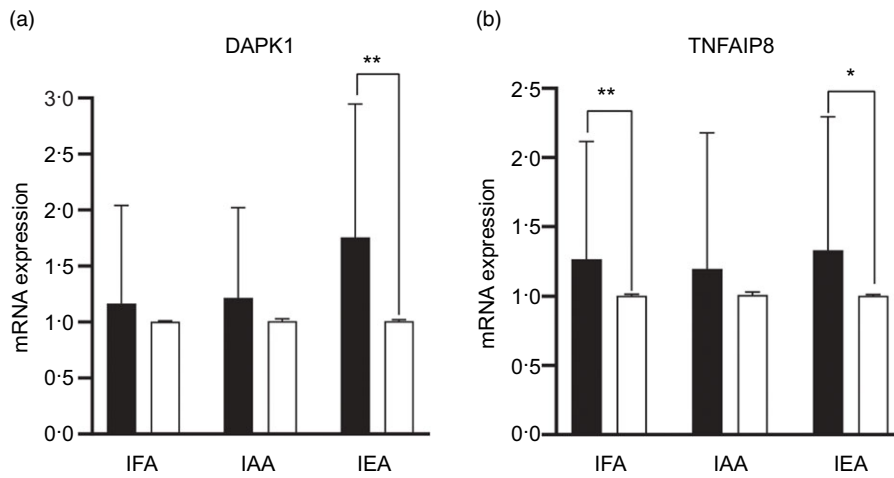 (a)
DAPK1
**
3·0
2·5
2·0
1·5
1·0
0·5
0·0
mRNA expression
IFA IAA IEA
(b)
TNFAIP8
** *
2·5
2·0
1·5
1·0
0·5
0·0
mRNA expression
IFA IAA IEA